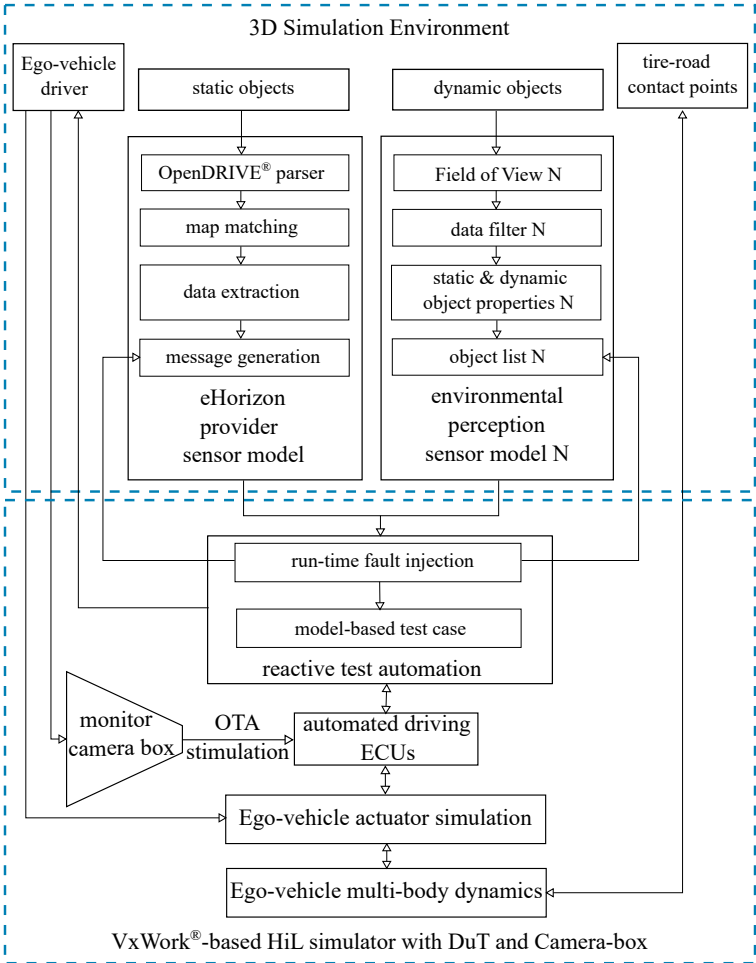 3D Simulation Environment
Ego-vehicle
driver
static objects
dynamic objects
tire-road
contact points
OpenDRIVE® parser
map matching
data extraction
message generation
eHorizon
provider
sensor model
Field of View N
data filter N
static & dynamic
object properties N
object list N
environmental
perception
sensor model N
run-time fault injection
model-based test case
reactive test automation
monitor
camera box
OTA
stimulation
automated driving
ECUs
Ego-vehicle actuator simulation
Ego-vehicle multi-body dynamics
VxWork®-based HiL simulator with DuT and Camera-box